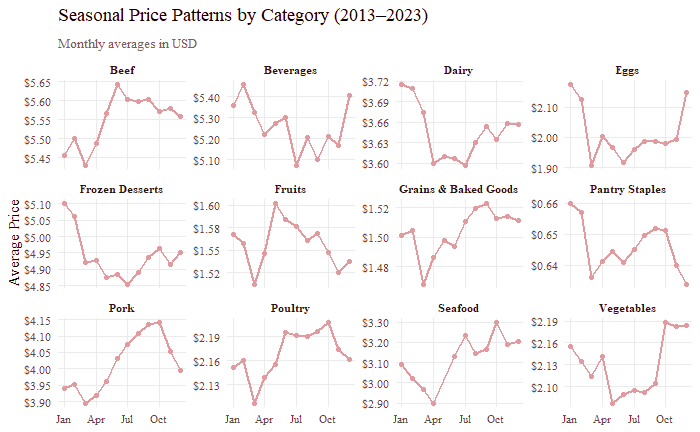 Seasonal Price Patterns by Category (2013–2023)
Monthly averages in USD
Beef Beverages Dairy Eggs
$5.65 $5.60 $5.55 $5.50 $5.45
$5.40 $5.30 $5.20 $5.10
$3.72 $3.69 $3.66 $3.63 $3.60
$2.10 $2.00 $1.90
Average Price
Frozen Desserts Fruits Grains & Baked Goods Pantry Staples
$5.10 $5.05 $5.00 $4.95 $4.90 $4.85
$1.60 $1.57 $1.55 $1.52
$1.52 $1.50 $1.48
$0.66 $0.65 $0.64
Pork Poultry Seafood Vegetables
$4.15 $4.10 $4.05 $4.00 $3.95 $3.90
$2.19 $2.16 $2.13
$3.30 $3.20 $3.10 $3.00 $2.90
$2.19 $2.16 $2.13 $2.10
Jan Apr Jul Oct Jan Apr Jul Oct Jan Apr Jul Oct Jan Apr Jul Oct